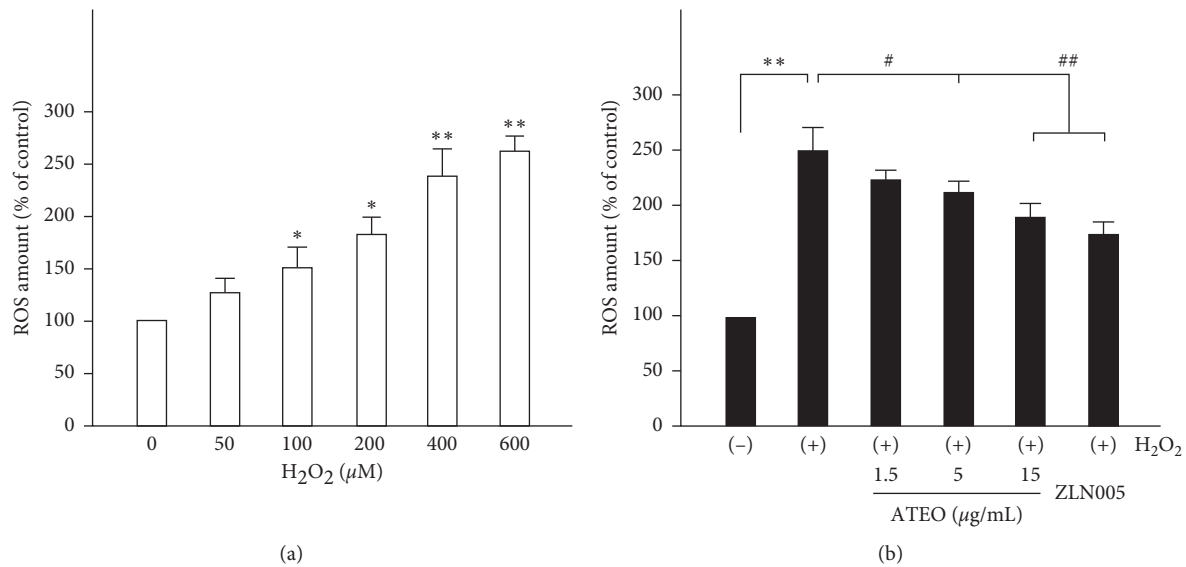 ROS amount (% of control)
300
250
200
150
100
50
0
*
*
**
**
0 50 100 200 400 600
H₂O₂ (μM)
(a)
ROS amount (% of control)
300
250
200
150
100
50
0
** # ##
(–) (+) (+) (+) (+) (+) H₂O₂
1.5 5 15 ZLN005
ATEO (μg/mL)
(b)